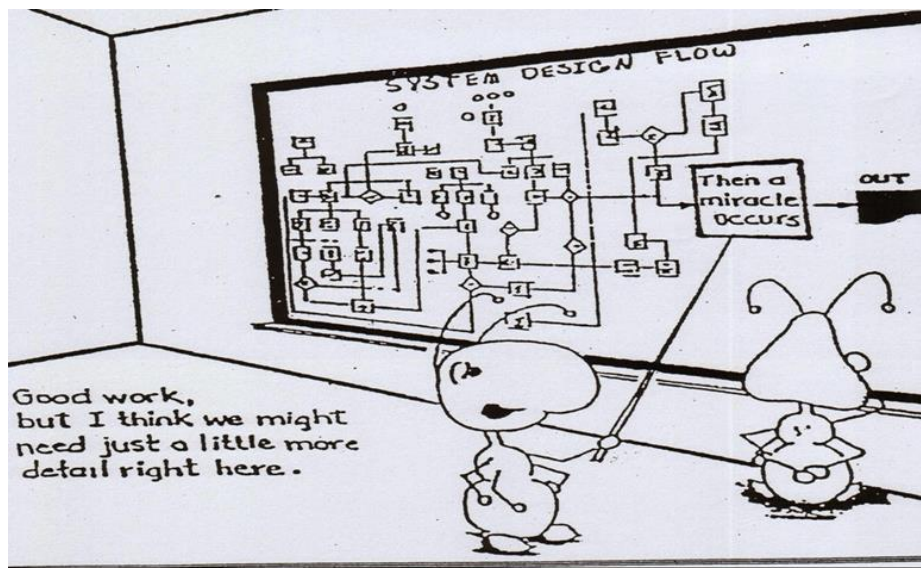 SYSTEM DESIGN FLOW
Then a
miracle
occurs
OUT
Good work,
but I think we might
need just a little more
detail right here.